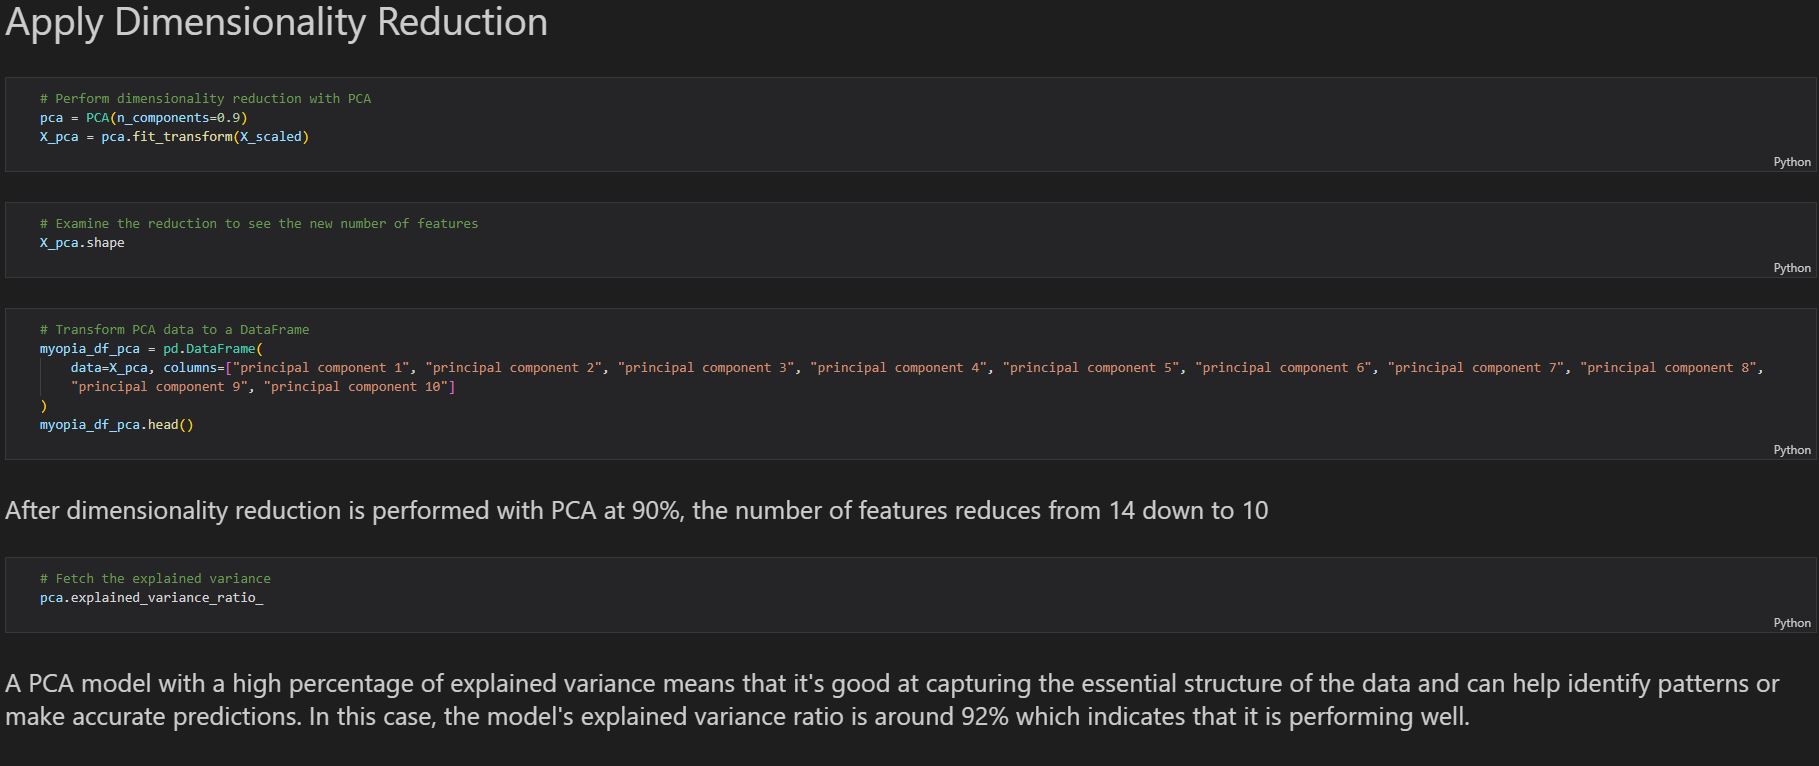 Apply Dimensionality Reduction
# Perform dimensionality reduction with PCA
pca = PCA(n_components=0.9)
X_pca = pca.fit_transform(X_scaled)
Python
# Examine the reduction to see the new number of features
X_pca.shape
Python
# Transform PCA data to a DataFrame
myopia_df_pca = pd.DataFrame(
data=X_pca, columns=["principal component 1", "principal component 2", "principal component 3", "principal component 4", "principal component 5", "principal component 6", "principal component 7", "principal component 8",
"principal component 9", "principal component 10"]
)
myopia_df_pca.head()
Python
After dimensionality reduction is performed with PCA at 90%, the number of features reduces from 14 down to 10
# Fetch the explained variance
pca.explained_variance_ratio_
Python
A PCA model with a high percentage of explained variance means that it's good at capturing the essential structure of the data and can help identify patterns or
make accurate predictions. In this case, the model's explained variance ratio is around 92% which indicates that it is performing well.